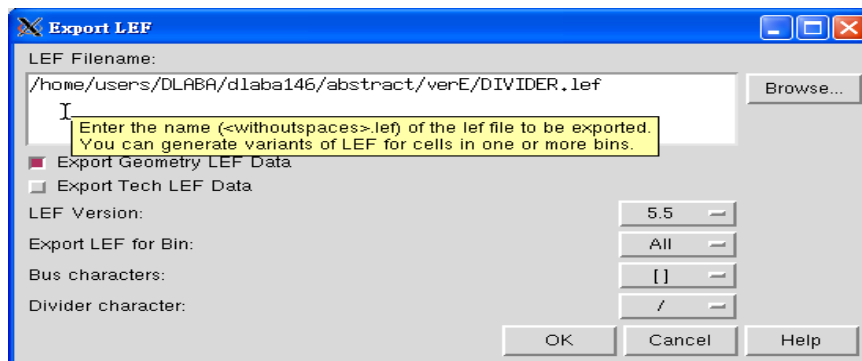 Export LEF
LEF Filename:
/home/users/DLABA/dlaba146/abstract/verE/DIVIDER.lef
Browse...
Enter the name (<withoutspaces>.lef) of the lef file to be exported.
You can generate variants of LEF for cells in one or more bins.
Export Geometry LEF Data
Export Tech LEF Data
LEF Version: 5.5
Export LEF for Bin: All
Bus characters: []
Divider character: /
OK Cancel Help